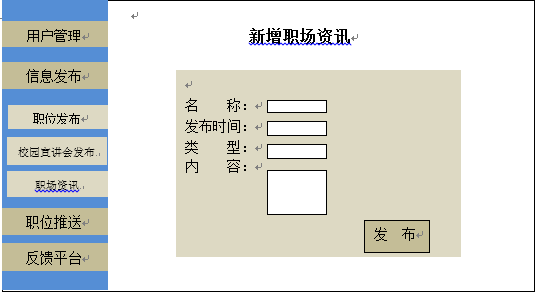 用户管理
信息发布
职位发布
校园宣讲会发布
职场资讯
职位推送
反馈平台
新增职场资讯
名 称：
发布时间：
类 型：
内 容：
发 布